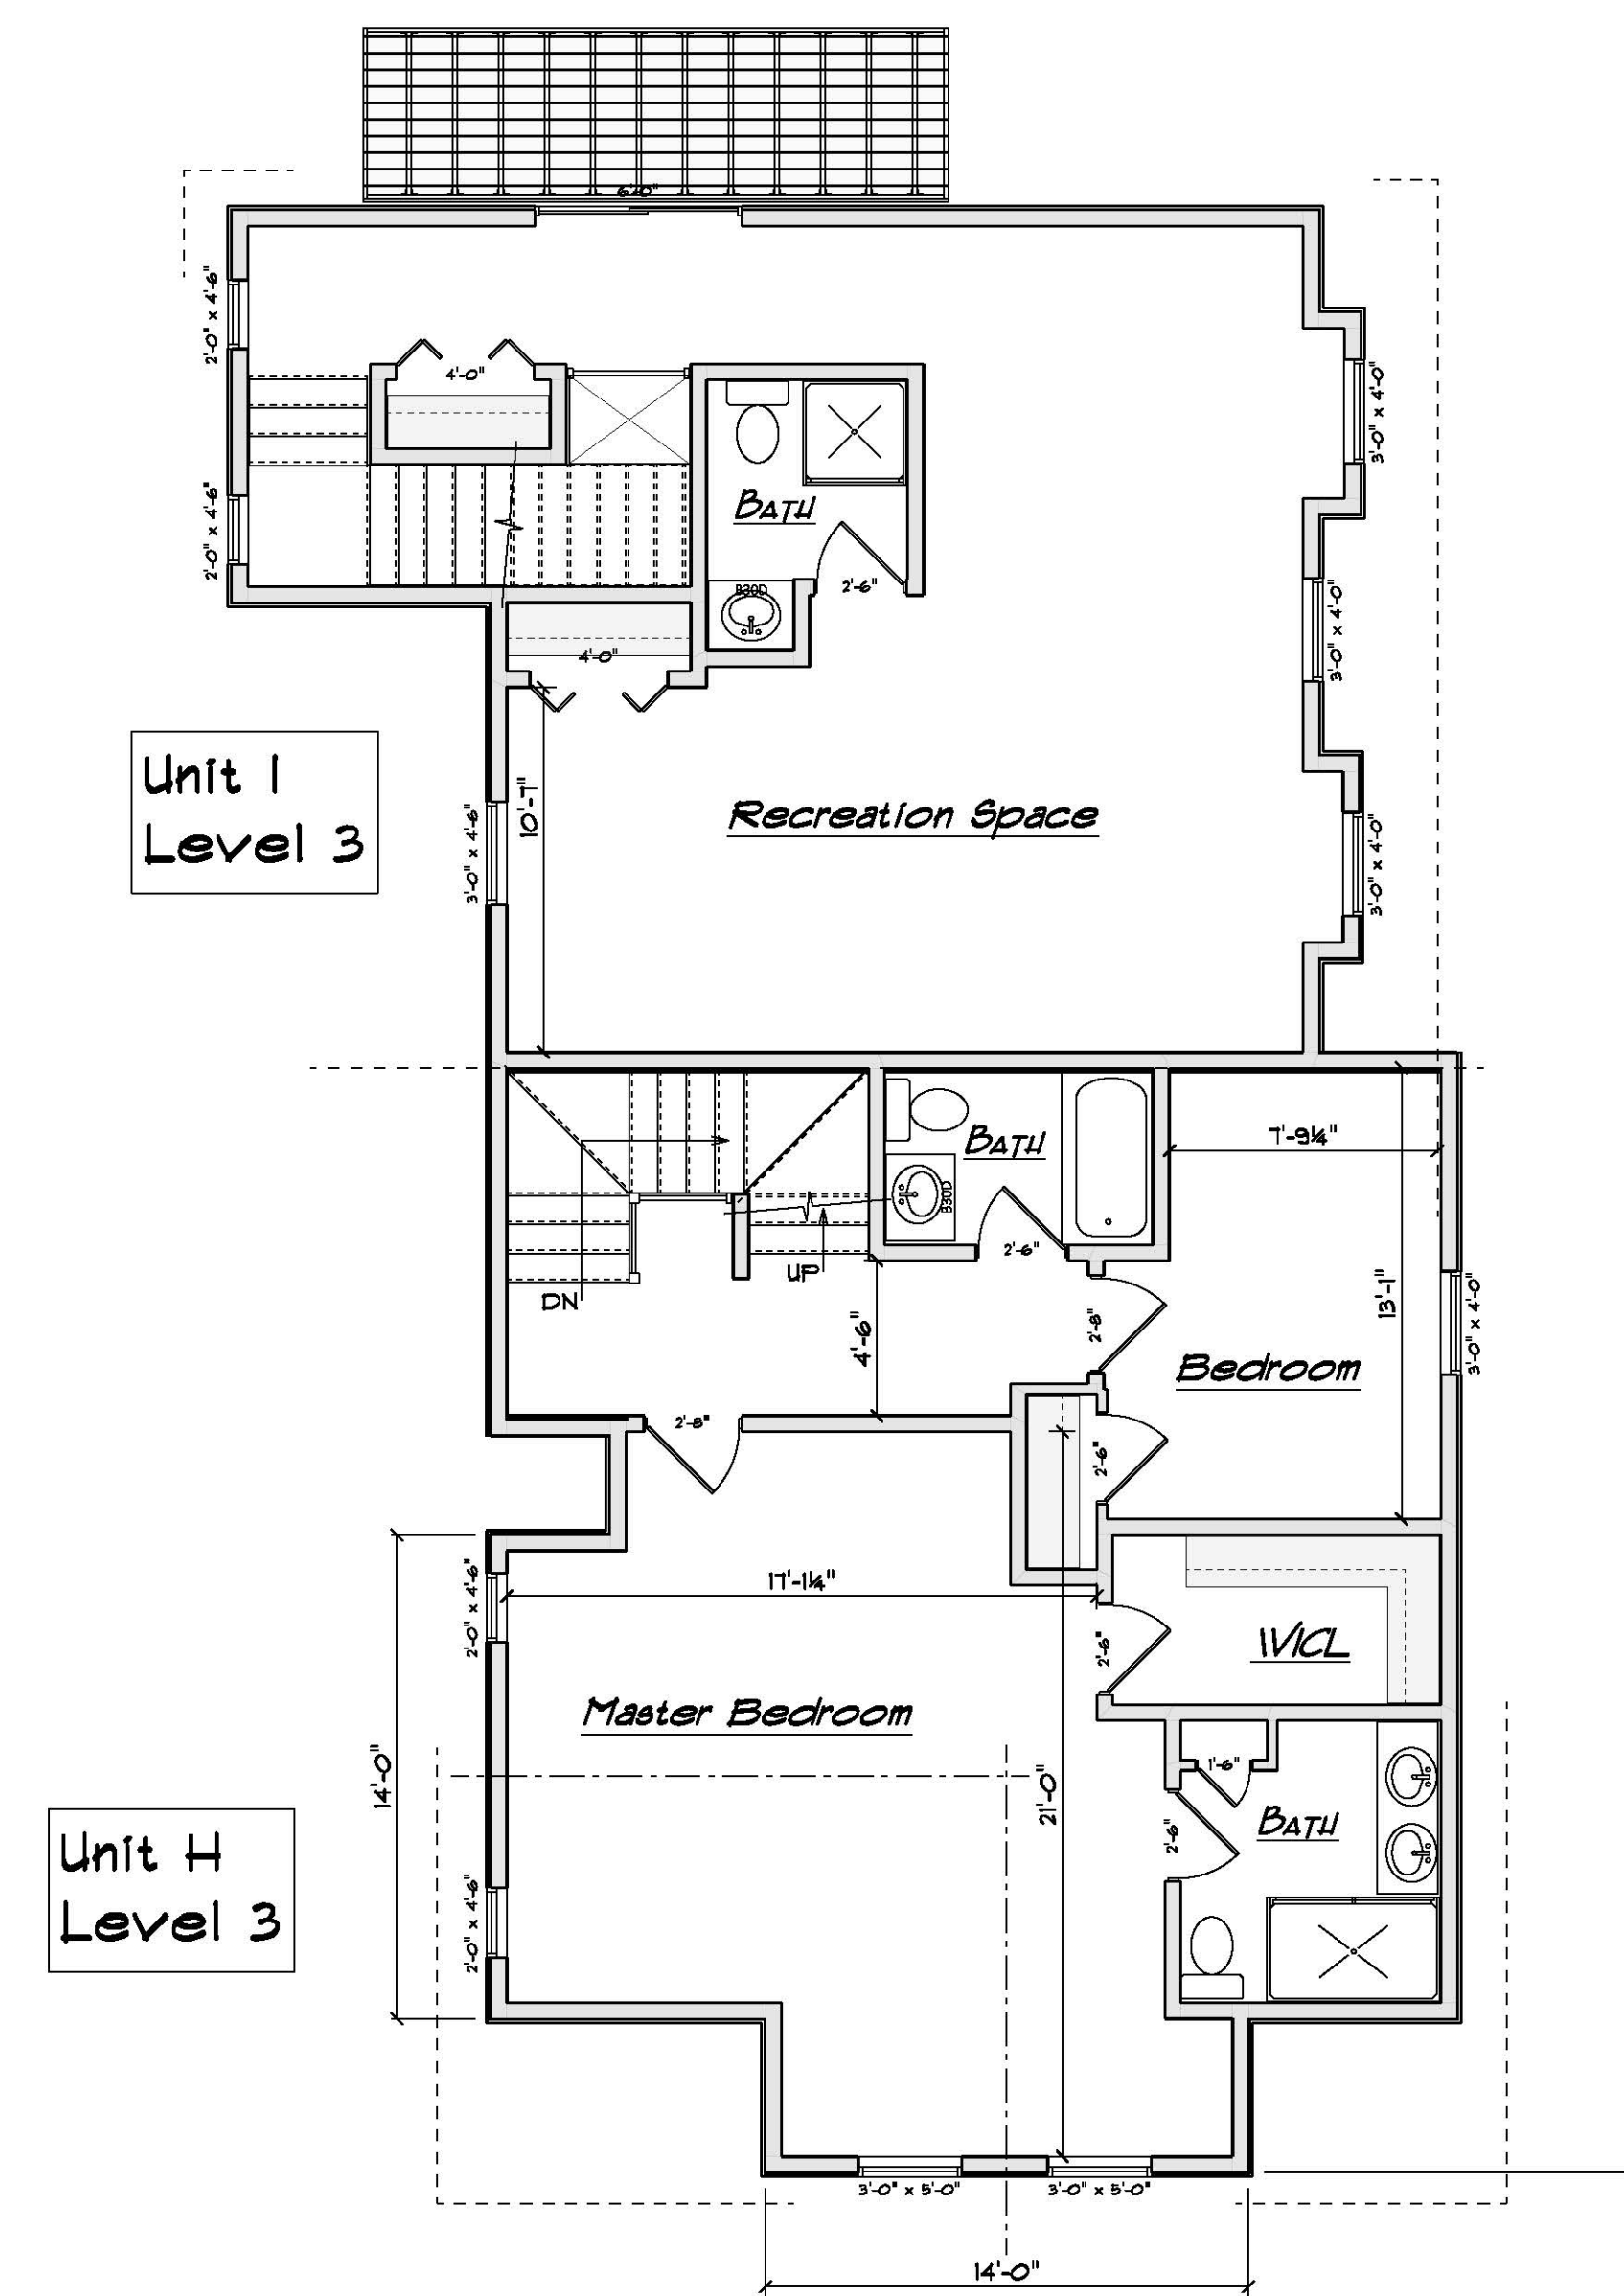 6'-0"
2'-0" x 4'-6"
4'-0"
3'-0" x 4'-0"
BATH
2'-0" x 4'-6"
2'-6"
B30D
3'-0" x 4'-0"
4'-0"
Unit I
Level 3
10'-7"
3'-0" x 4'-6"
Recreation Space
3'-0" x 4'-0"
BATH
7'-9¼"
B30D
2'-6"
UP
DN
13'-1"
3'-0" x 4'-0"
4'-6"
2'-8"
Bedroom
2'-8"
2'-6"
17'-1¼"
2'-0" x 4'-6"
2'-6"
WICL
Master Bedroom
14'-0"
21'-0"
1'-6"
BATH
2'-6"
Unit H
Level 3
2'-0" x 4'-6"
3'-0" x 5'-0"
3'-0" x 5'-0"
14'-0"